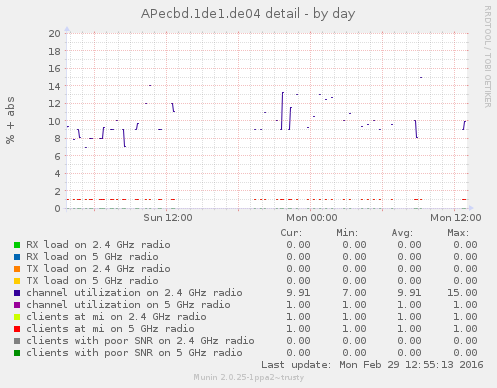 APecbd.1de1.de04 detail - by day
RRDTOOL / TOBI OETIKER
% + abs
20
18
16
14
12
10
8
6
4
2
0
Sun 12:00 Mon 00:00 Mon 12:00
Cur: Min: Avg: Max:
RX load on 2.4 GHz radio 0.00 0.00 0.00 0.00
RX load on 5 GHz radio 0.00 0.00 0.00 0.00
TX load on 2.4 GHz radio 0.00 0.00 0.00 0.00
TX load on 5 GHz radio 0.00 0.00 0.00 0.00
channel utilization on 2.4 GHz radio 9.91 7.00 9.91 15.00
channel utilization on 5 GHz radio 1.00 1.00 1.00 1.00
clients at mi on 2.4 GHz radio 1.00 1.00 1.00 1.00
clients at mi on 5 GHz radio 1.00 1.00 1.00 1.00
clients with poor SNR on 2.4 GHz radio 0.00 0.00 0.00 0.00
clients with poor SNR on 5 GHz radio 0.00 0.00 0.00 0.00
Last update: Mon Feb 29 12:55:13 2016
Munin 2.0.25-1ppa2~trusty